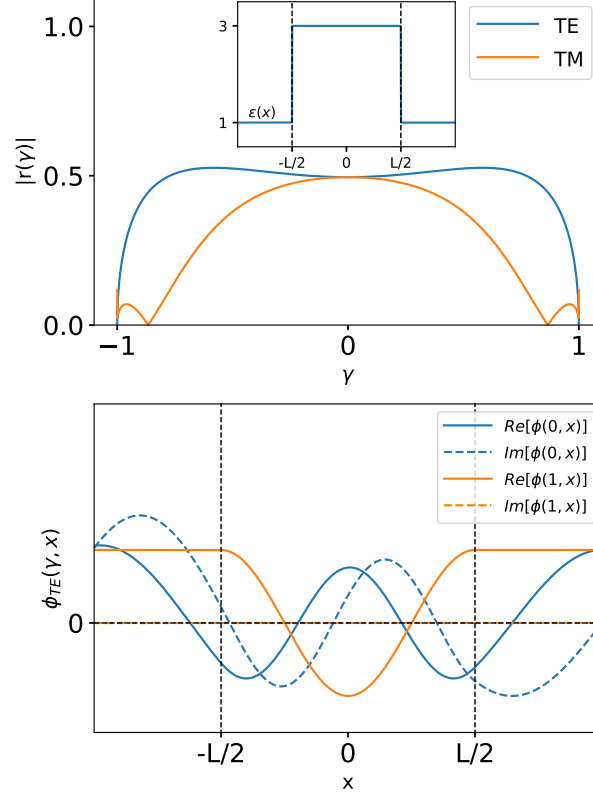 1.0
0.5
0.0
|r(γ)|
−1
0
1
γ
TE
TM
3
1
ε(x)
-L/2
0
L/2
ϕTE(γ, x)
0
Re[ϕ(0, x)]
Im[ϕ(0, x)]
Re[ϕ(1, x)]
Im[ϕ(1, x)]
-L/2
0
L/2
x